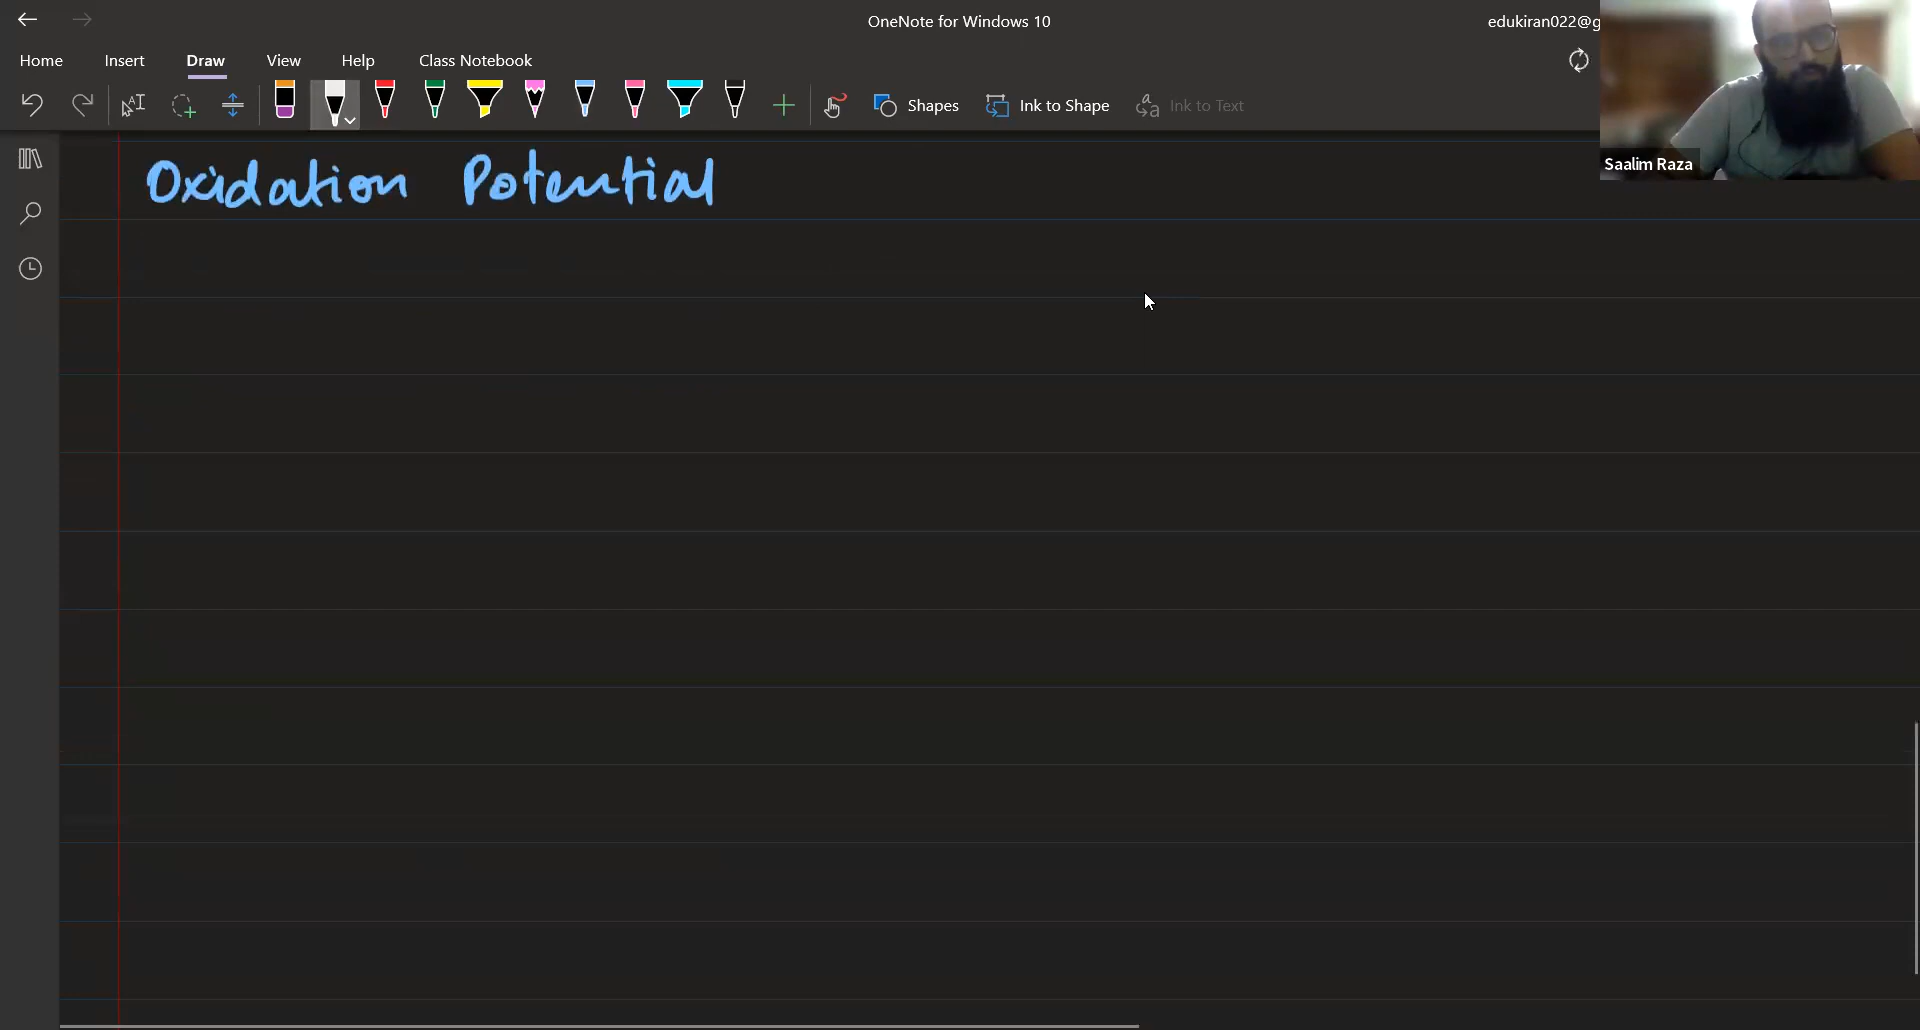 OneNote for Windows 10
edukiran022@g
Home Insert Draw View Help Class Notebook
Shapes Ink to Shape Ink to Text
Saalim Raza
Oxidation Potential